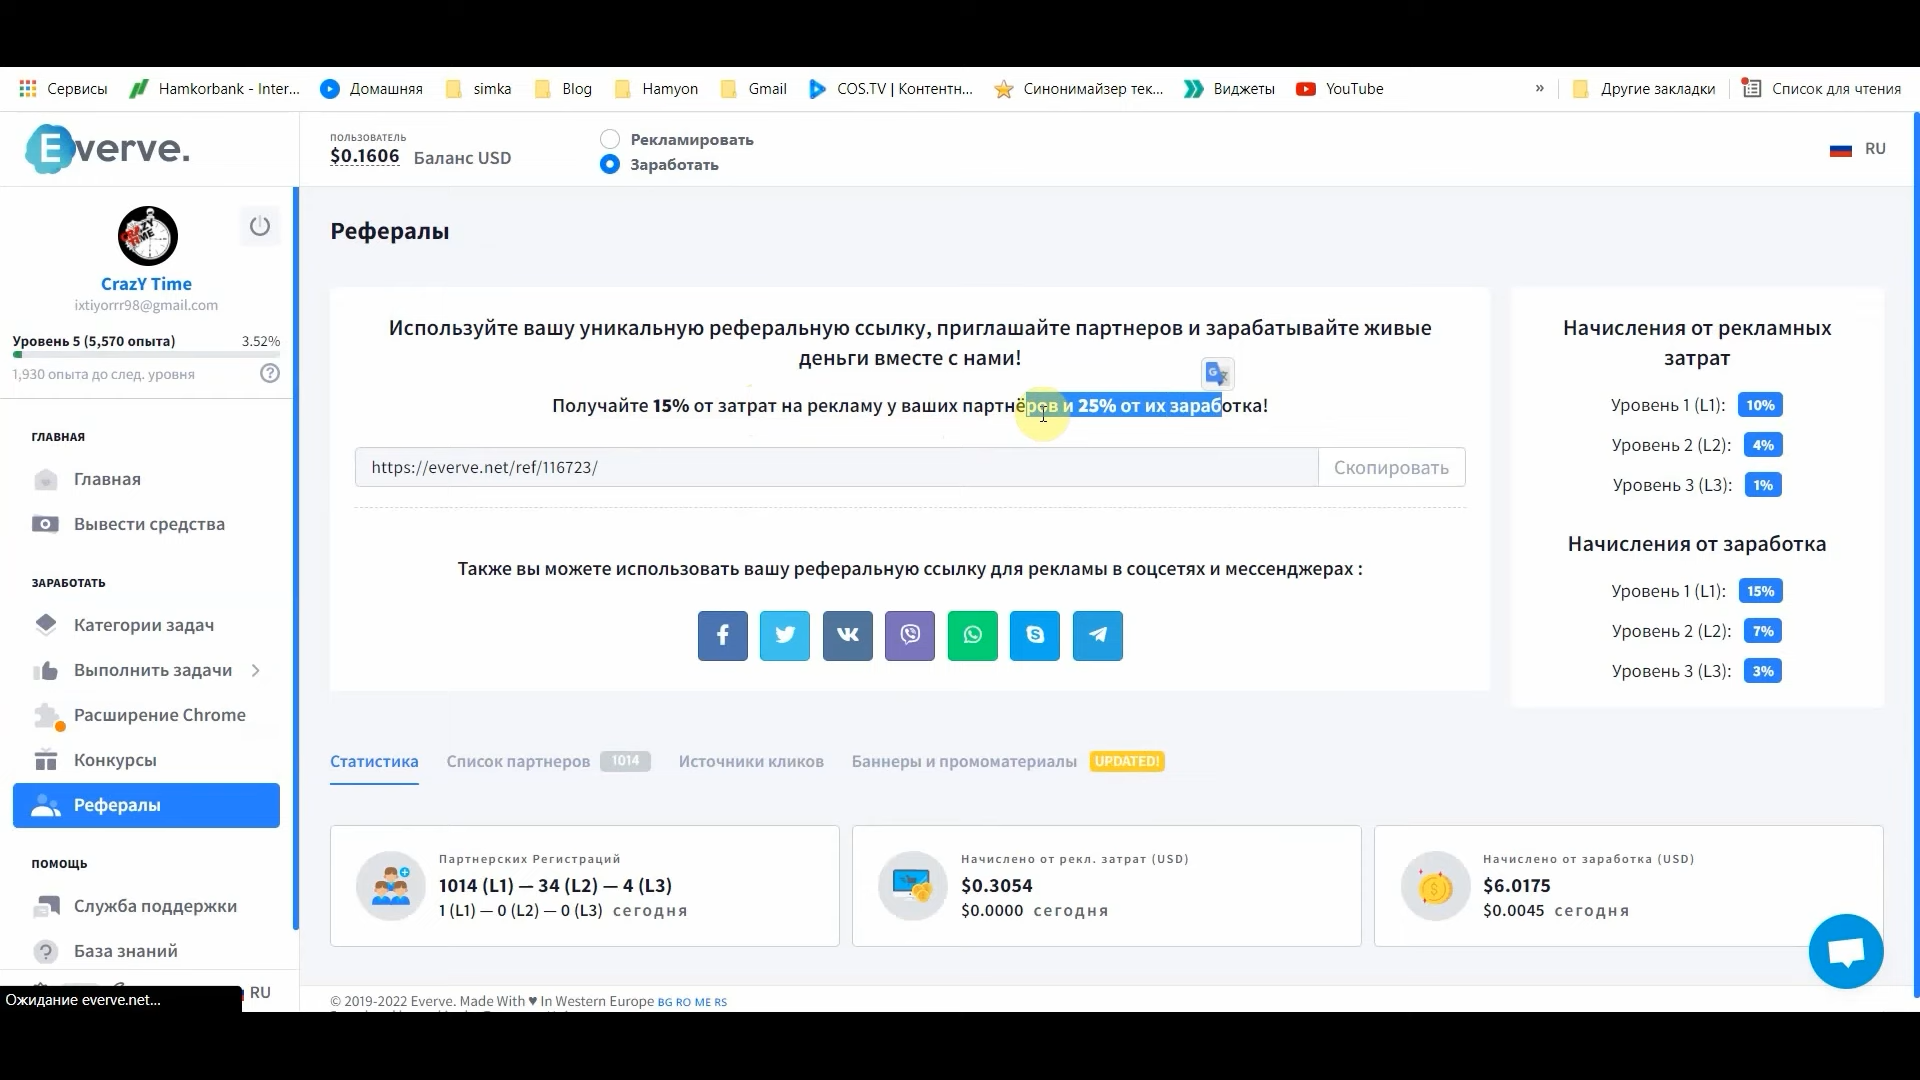 Сервисы
Hamkorbank - Inter...
Домашняя
simka
Blog
Hamyon
Gmail
COS.TV | Контентн...
Синонимайзер тек...
Виджеты
YouTube
»
Другие закладки
Список для чтения
Everve.
ПОЛЬЗОВАТЕЛЬ
$0.1606 Баланс USD
Рекламировать
Заработать
RU
CrazY Time
ixtiyorrr98@gmail.com
Уровень 5 (5,570 опыта) 3.52%
1,930 опыта до след. уровня
ГЛАВНАЯ
Главная
Вывести средства
ЗАРАБОТАТЬ
Категории задач
Выполнить задачи
Расширение Chrome
Конкурсы
Рефералы
ПОМОЩЬ
Служба поддержки
База знаний
RU
Ожидание everve.net...
Рефералы
Используйте вашу уникальную реферальную ссылку, приглашайте партнеров и зарабатывайте живые
деньги вместе с нами!
Получайте 15% от затрат на рекламу у ваших партнёров и 25% от их заработка!
https://everve.net/ref/116723/
Скопировать
Также вы можете использовать вашу реферальную ссылку для рекламы в соцсетях и мессенджерах :
Начисления от рекламных
затрат
Уровень 1 (L1): 10%
Уровень 2 (L2): 4%
Уровень 3 (L3): 1%
Начисления от заработка
Уровень 1 (L1): 15%
Уровень 2 (L2): 7%
Уровень 3 (L3): 3%
Статистика
Список партнеров 1014
Источники кликов
Баннеры и промоматериалы UPDATED!
Партнерских Регистраций
1014 (L1) — 34 (L2) — 4 (L3)
1 (L1) — 0 (L2) — 0 (L3) сегодня
Начислено от рекл. затрат (USD)
$0.3054
$0.0000 сегодня
Начислено от заработка (USD)
$6.0175
$0.0045 сегодня
© 2019-2022 Everve. Made With ♥ In Western Europe BG RO ME RS